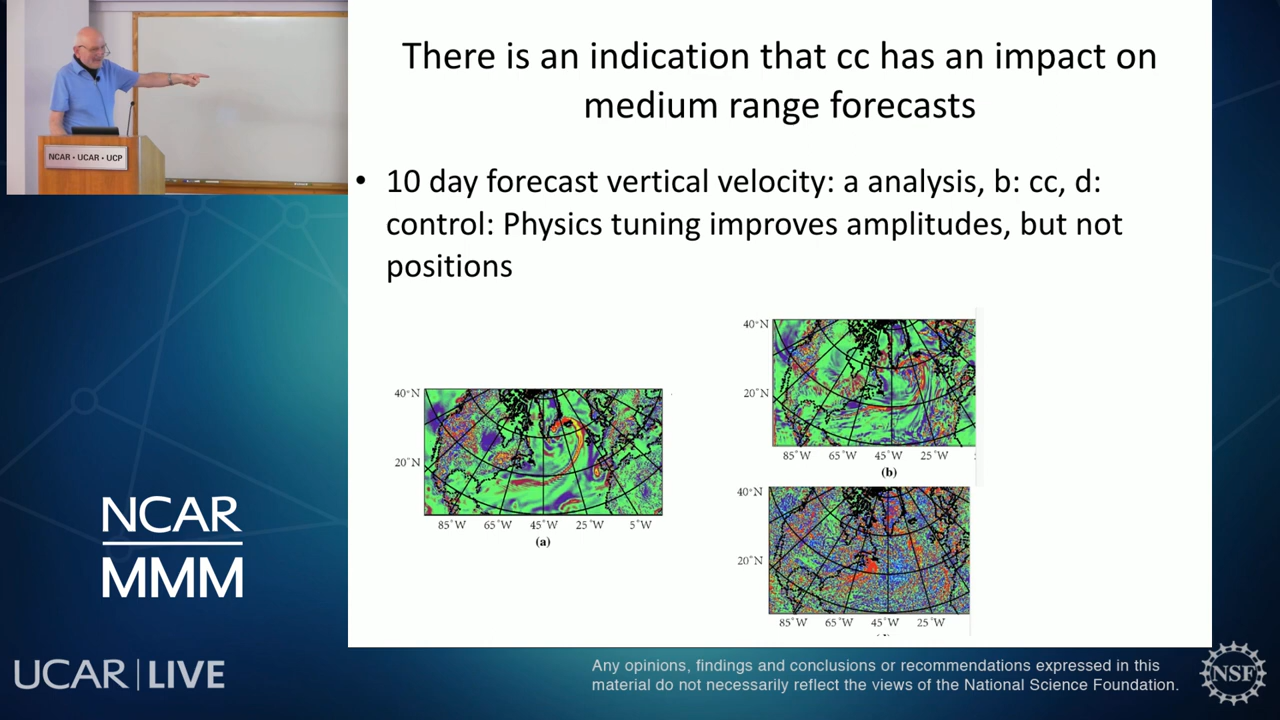 There is an indication that cc has an impact on
medium range forecasts
NCAR • UCAR • UCP
• 10 day forecast vertical velocity: a analysis, b: cc, d:
control: Physics tuning improves amplitudes, but not
positions
40°N
20°N
85°W 65°W 45°W 25°W 5°W
(a)
40°N
20°N
85°W 65°W 45°W 25°W
(b)
40°N
20°N
85°W 65°W 45°W 25°W
NCAR
MMM
UCAR | LIVE
Any opinions, findings and conclusions or recommendations expressed in this
material do not necessarily reflect the views of the National Science Foundation.
NSF